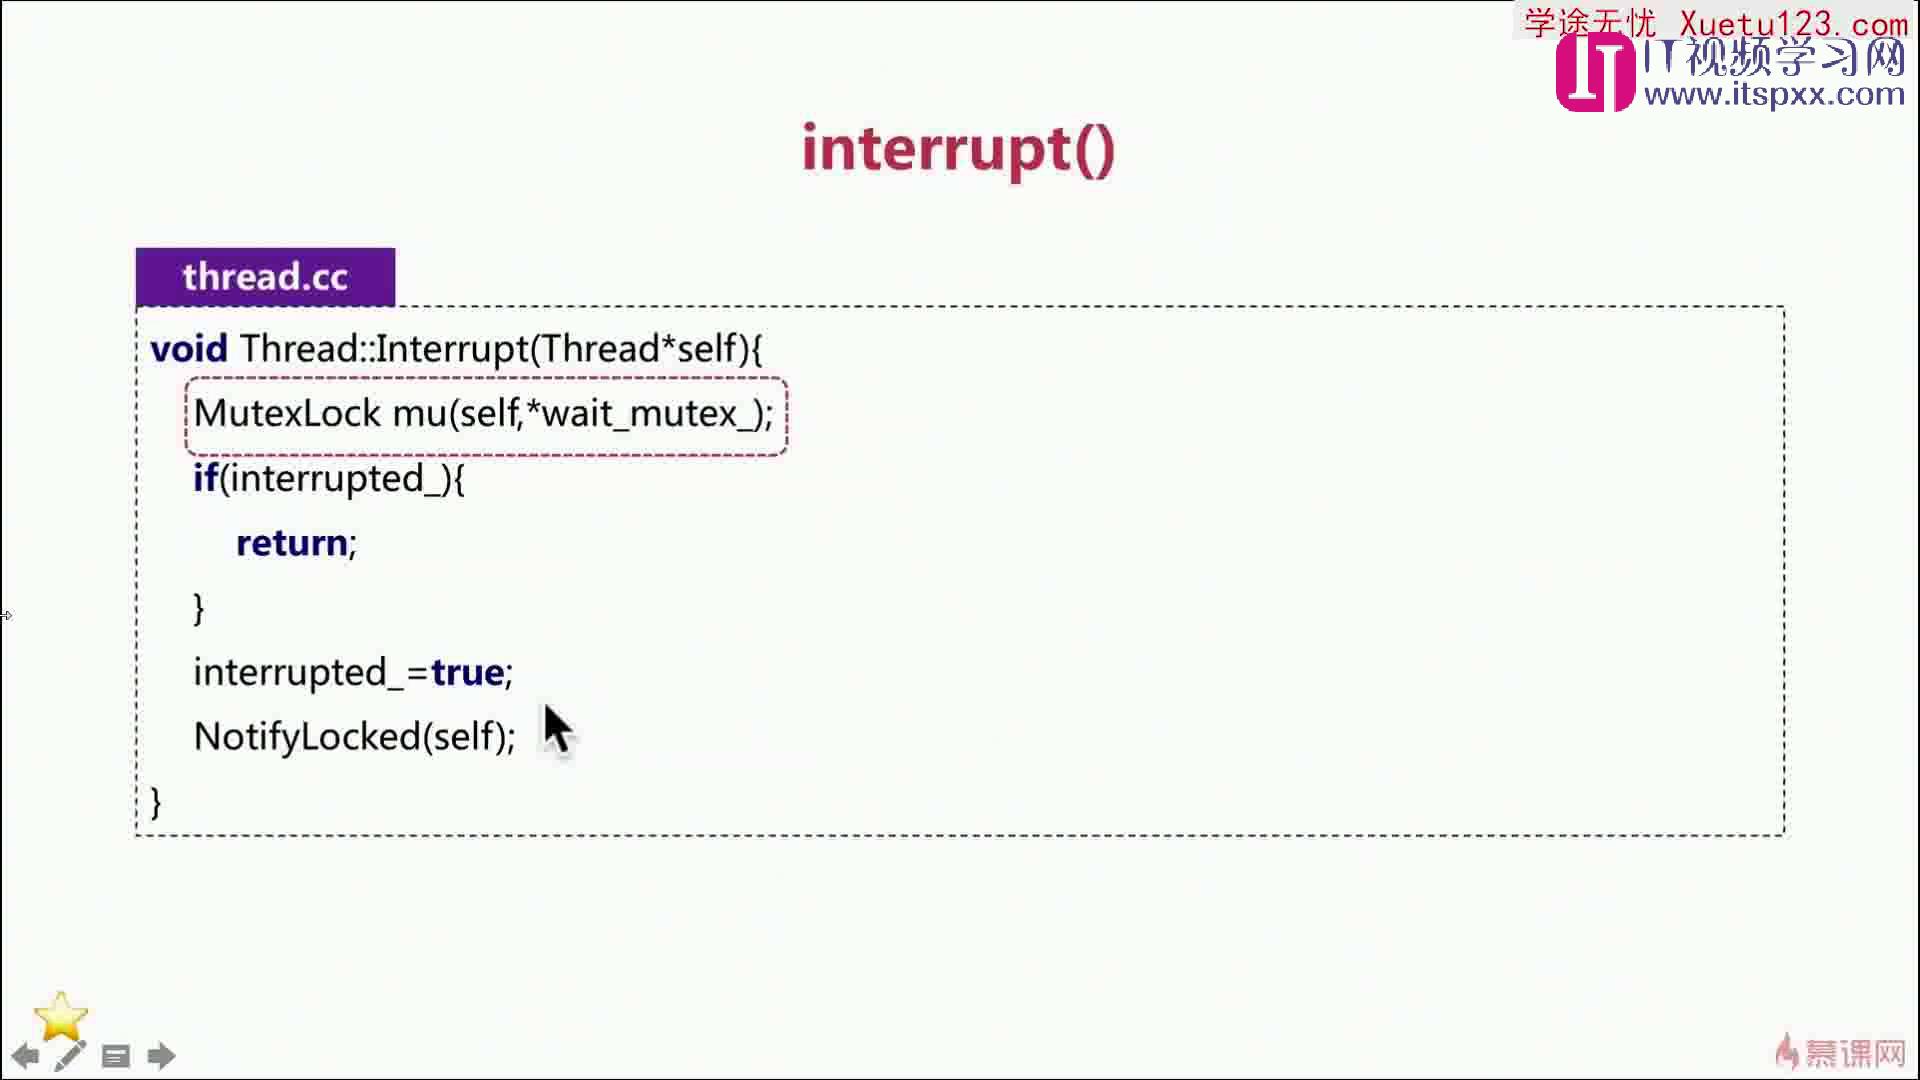 学途无忧 Xuetu123.com
IT视频学习网
www.itspxx.com
interrupt()
thread.cc
void Thread::Interrupt(Thread*self){
MutexLock mu(self,*wait_mutex_);
if(interrupted_){
return;
}
interrupted_=true;
NotifyLocked(self);
}
慕课网